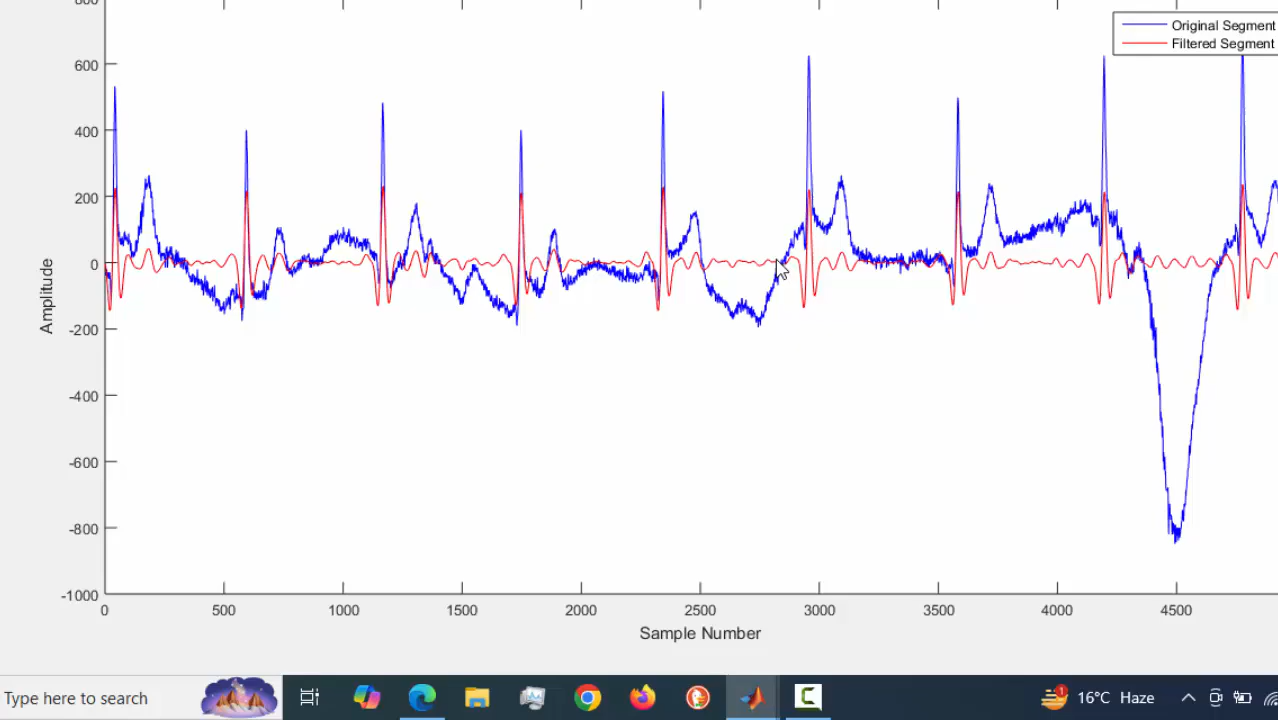 800
Original Segment
Filtered Segment
600
400
200
0
-200
-400
-600
-800
-1000
Amplitude
0 500 1000 1500 2000 2500 3000 3500 4000 4500
Sample Number
Type here to search
1
16°C Haze